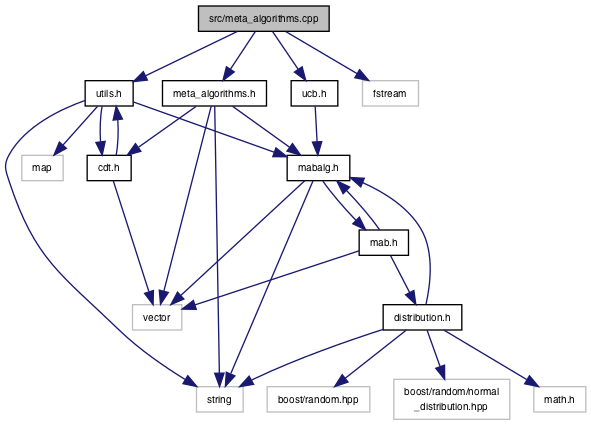 src/meta_algorithms.cpp
utils.h
meta_algorithms.h
ucb.h
fstream
map
cdt.h
mabalg.h
mab.h
vector
distribution.h
string
boost/random.hpp
boost/random/normal
_distribution.hpp
math.h